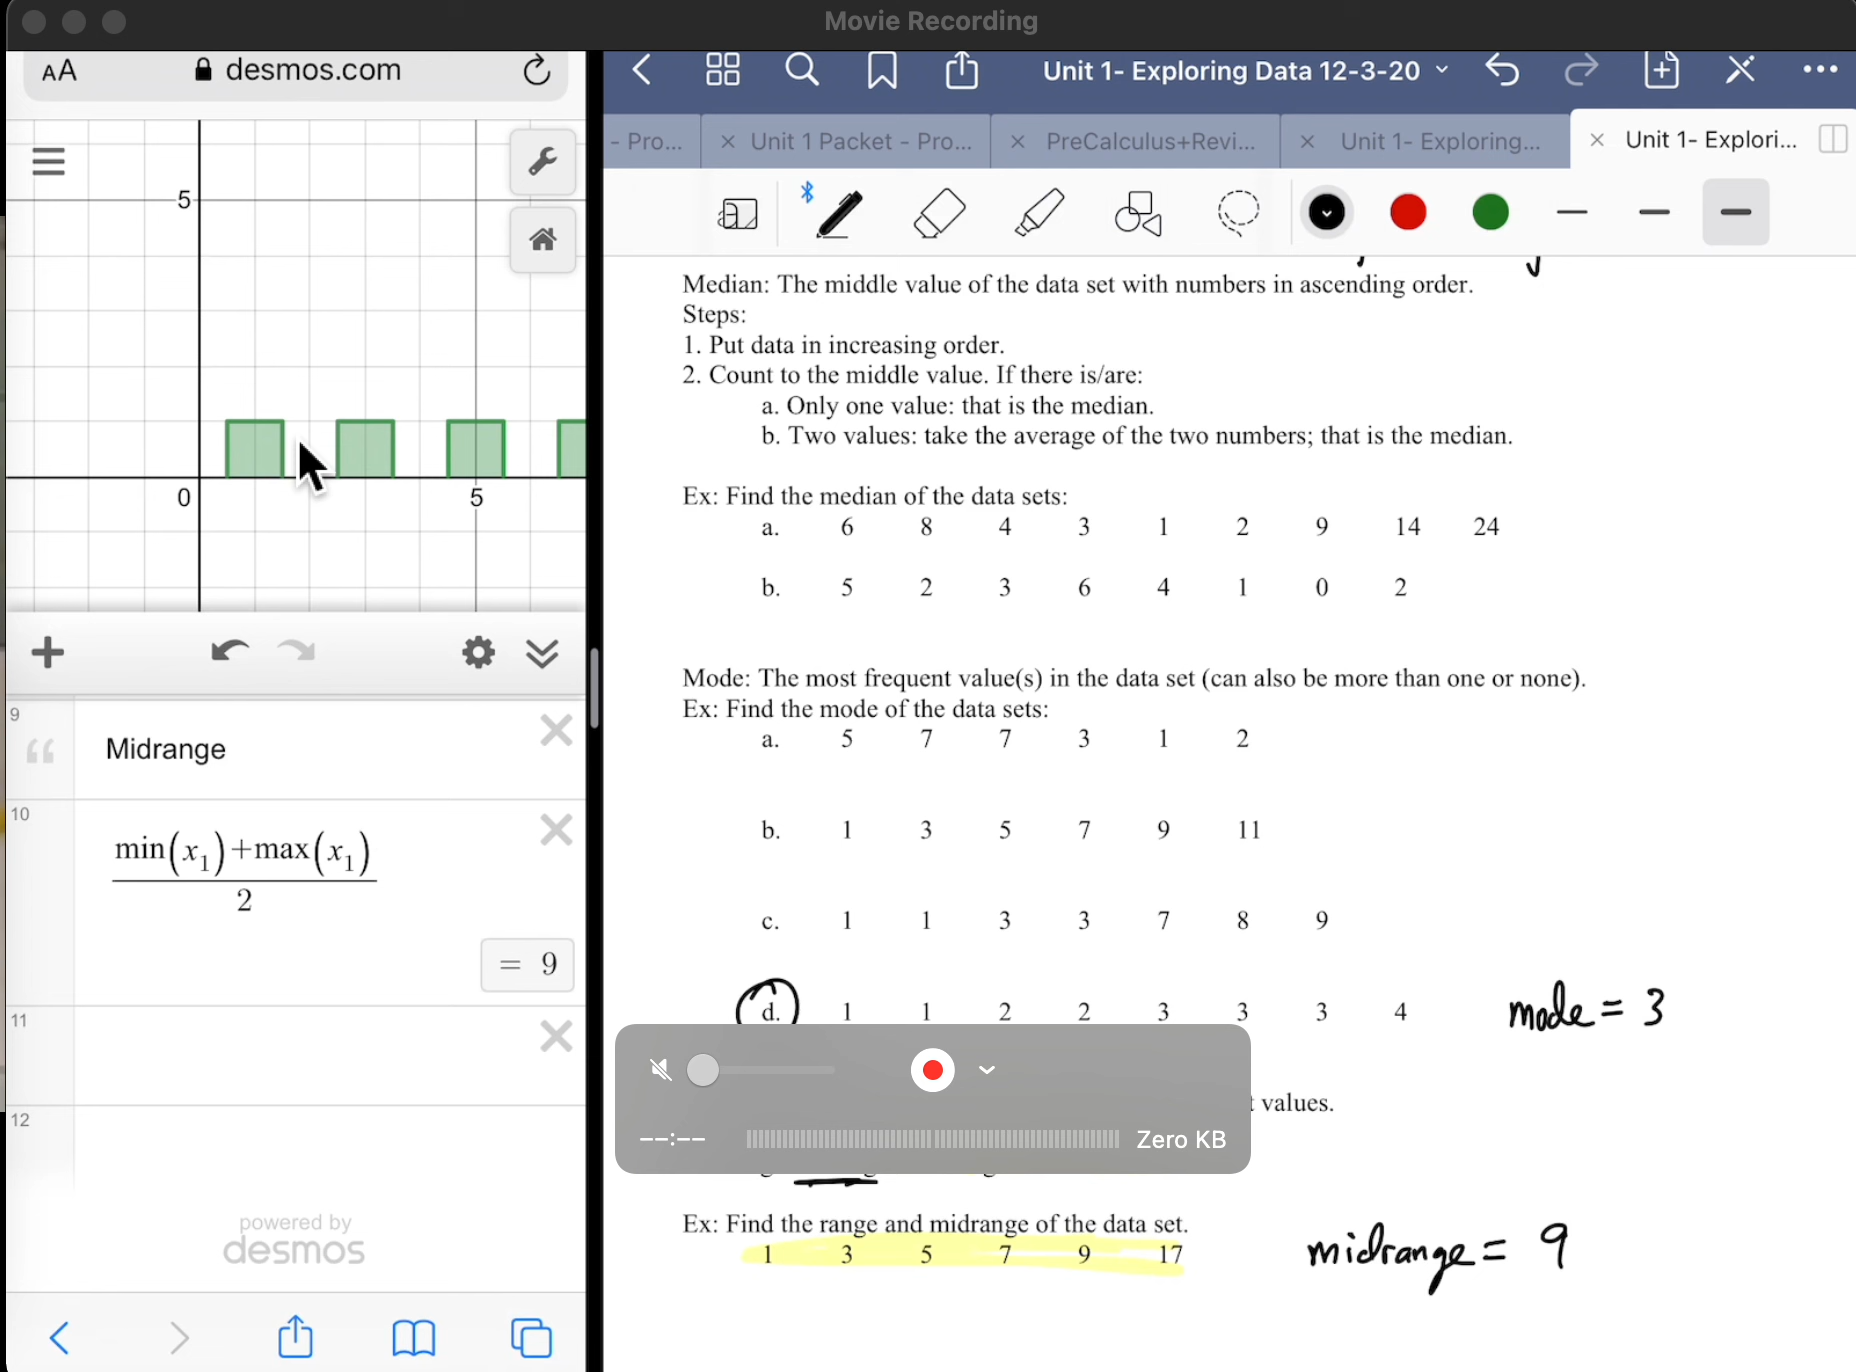 Movie Recording
AA desmos.com
Unit 1- Exploring Data 12-3-20
- Pro...
Unit 1 Packet - Pro...
PreCalculus+Revi...
Unit 1- Exploring...
Unit 1- Explori...
5
0 5
9
Midrange
10
min(x₁)+max(x₁)
2
= 9
11
12
powered by
desmos
Median: The middle value of the data set with numbers in ascending order.
Steps:
1. Put data in increasing order.
2. Count to the middle value. If there is/are:
a. Only one value: that is the median.
b. Two values: take the average of the two numbers; that is the median.
Ex: Find the median of the data sets:
a. 6 8 4 3 1 2 9 14 24
b. 5 2 3 6 4 1 0 2
Mode: The most frequent value(s) in the data set (can also be more than one or none).
Ex: Find the mode of the data sets:
a. 5 7 7 3 1 2
b. 1 3 5 7 9 11
c. 1 1 3 3 7 8 9
d. 1 1 2 2 3 3 3 4 mode = 3
values.
--:-- Zero KB
Ex: Find the range and midrange of the data set.
1 3 5 7 9 17 midrange = 9